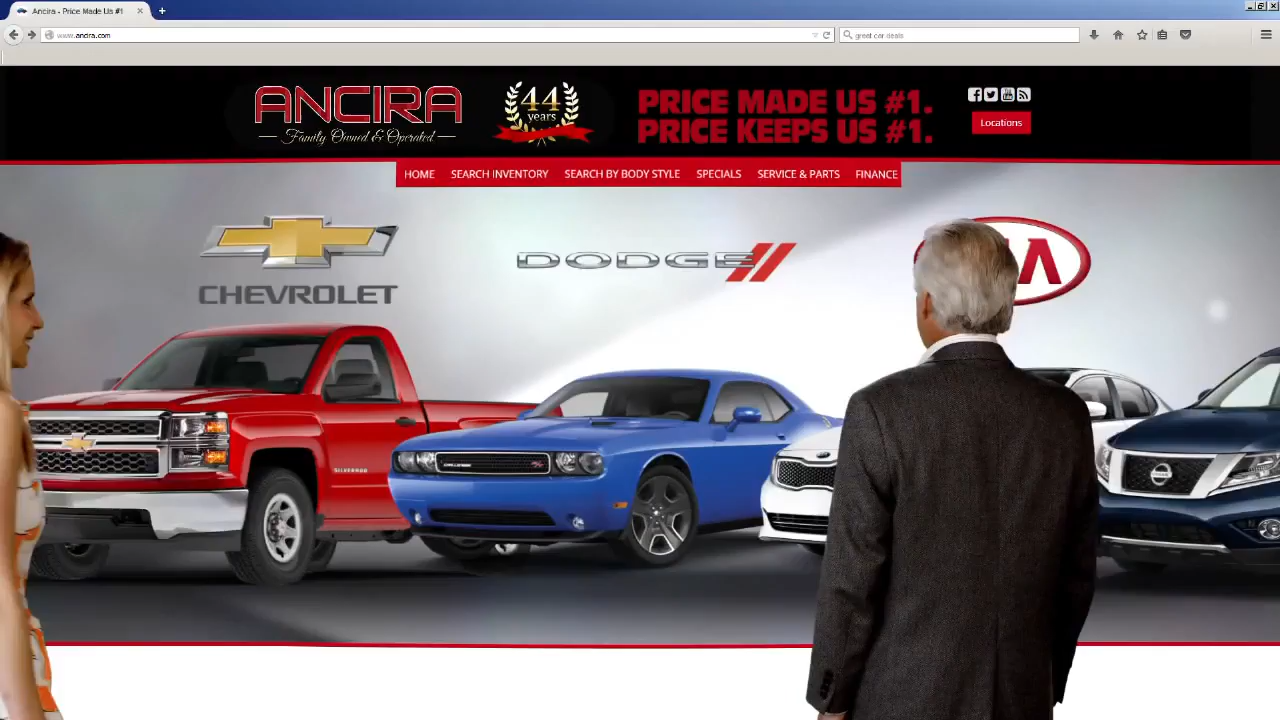 Ancira - Price Made Us #1
www.ancira.com
great car deals
ANCIRA
Family Owned & Operated
44
years
PRICE MADE US #1.
PRICE KEEPS US #1.
Locations
HOME
SEARCH INVENTORY
SEARCH BY BODY STYLE
SPECIALS
SERVICE & PARTS
FINANCE
CHEVROLET
DODGE
SILVERADO
CHALLENGER